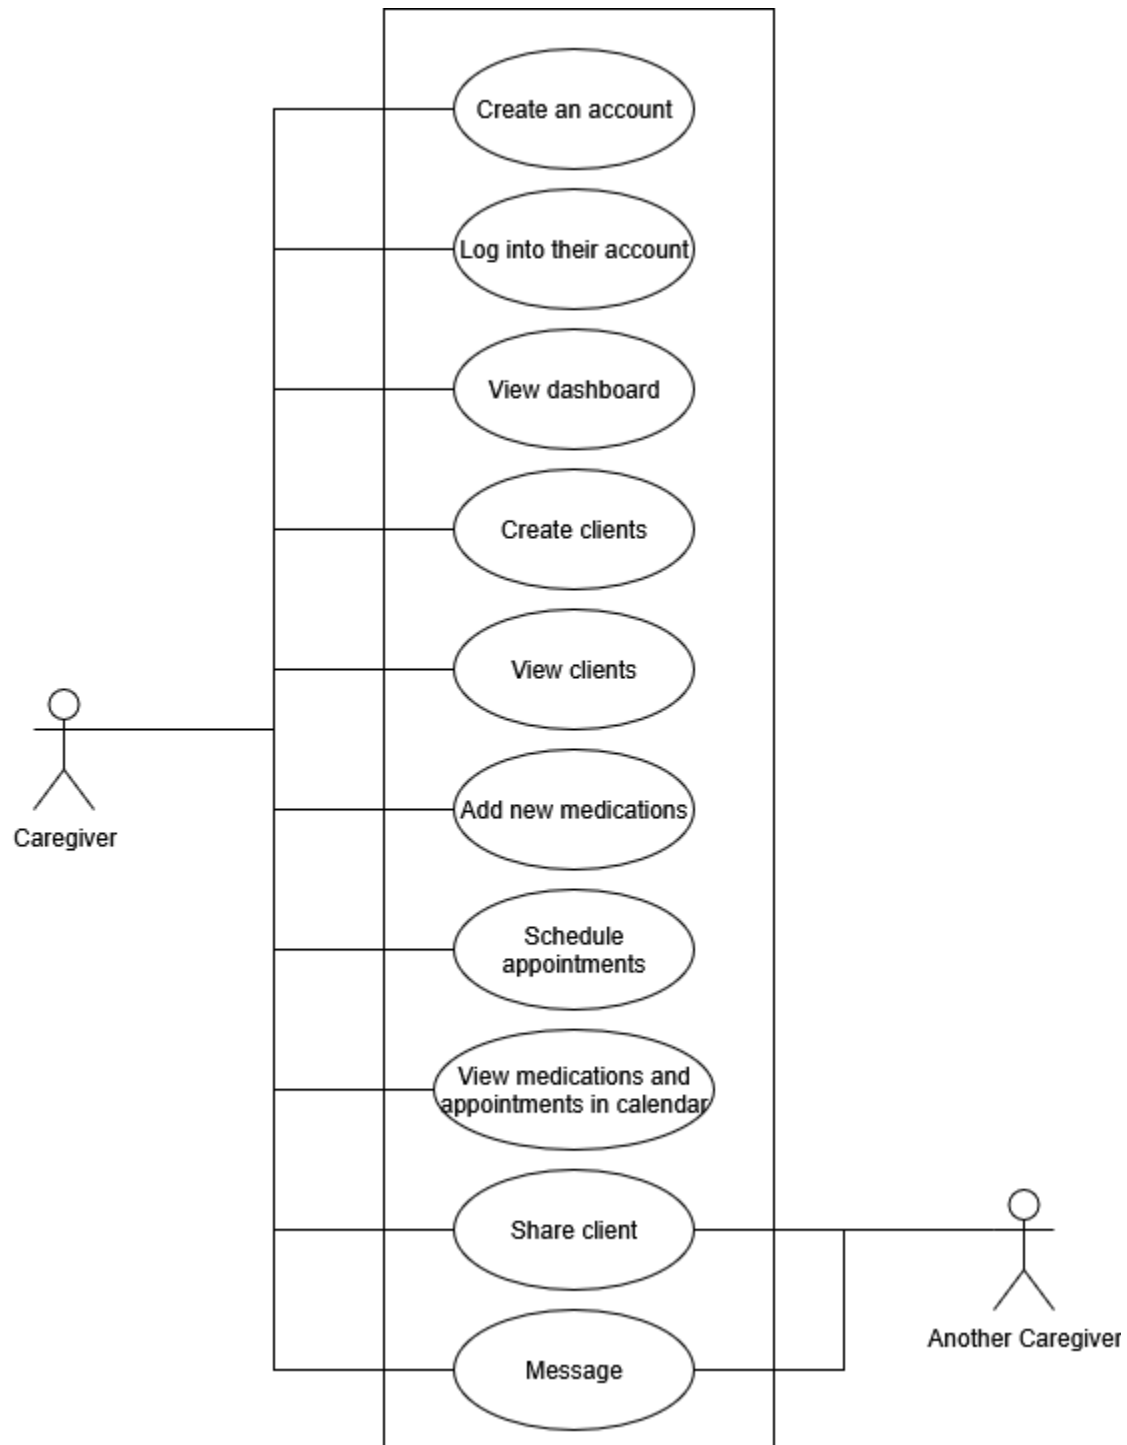 Create an account
Log into their account
View dashboard
Create clients
View clients
Add new medications
Caregiver
Schedule
appointments
View medications and
appointments in calendar
Share client
Another Caregiver
Message